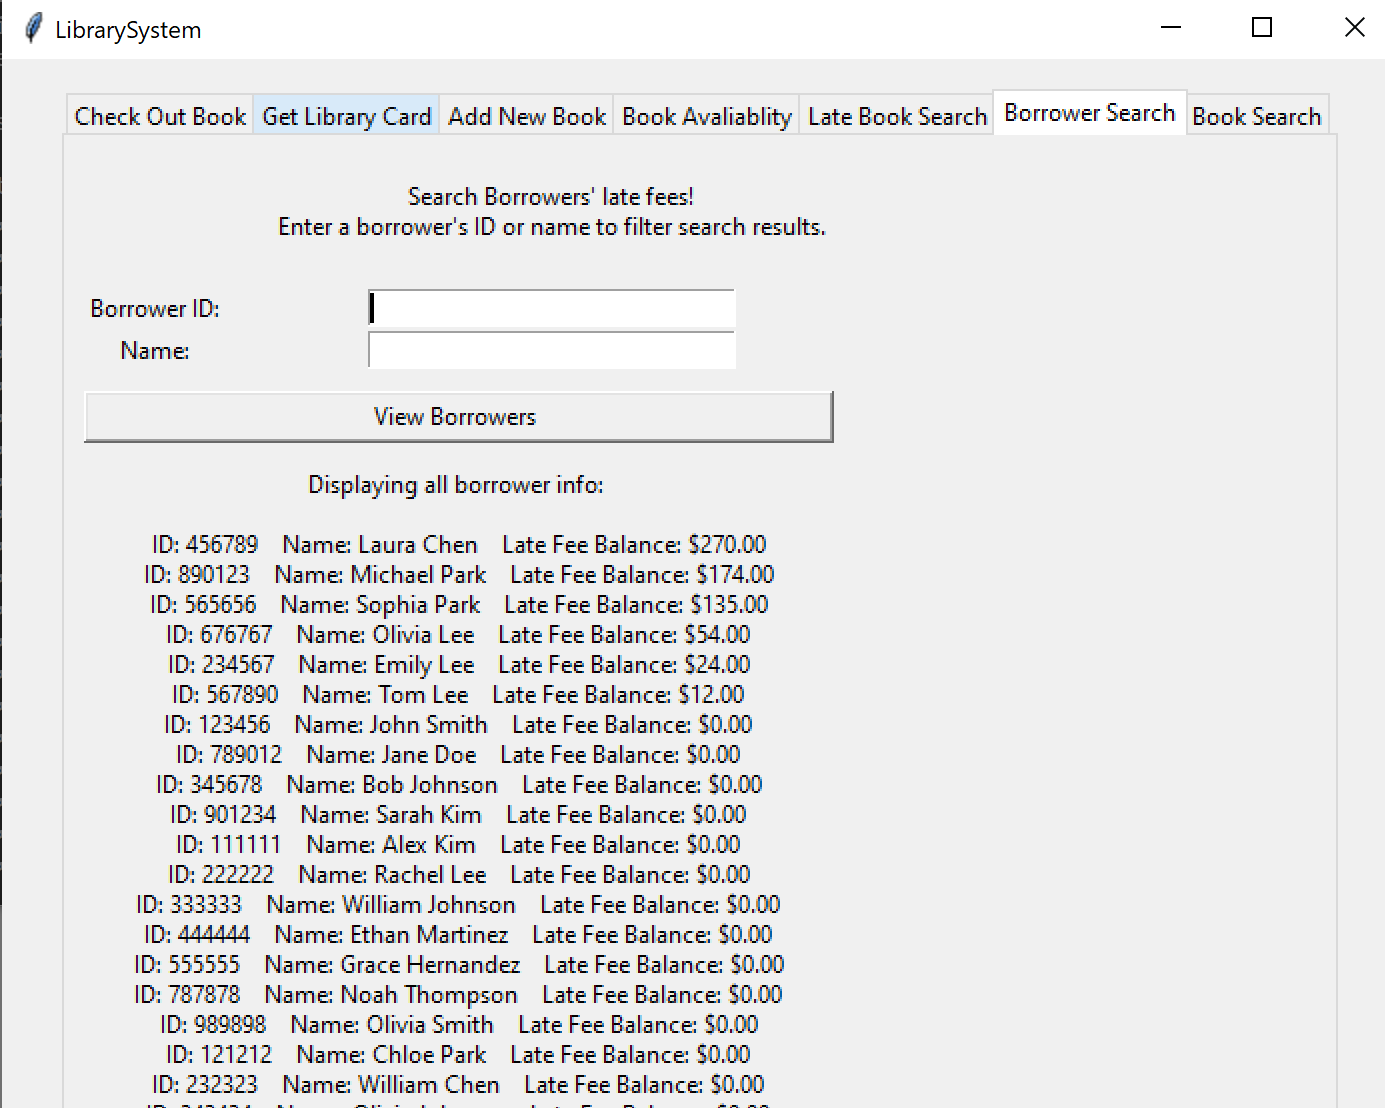 LibrarySystem
Check Out Book Get Library Card Add New Book Book Avaliablity Late Book Search Borrower Search Book Search
Search Borrowers' late fees!
Enter a borrower's ID or name to filter search results.
Borrower ID:
Name:
View Borrowers
Displaying all borrower info:
ID: 456789 Name: Laura Chen Late Fee Balance: $270.00
ID: 890123 Name: Michael Park Late Fee Balance: $174.00
ID: 565656 Name: Sophia Park Late Fee Balance: $135.00
ID: 676767 Name: Olivia Lee Late Fee Balance: $54.00
ID: 234567 Name: Emily Lee Late Fee Balance: $24.00
ID: 567890 Name: Tom Lee Late Fee Balance: $12.00
ID: 123456 Name: John Smith Late Fee Balance: $0.00
ID: 789012 Name: Jane Doe Late Fee Balance: $0.00
ID: 345678 Name: Bob Johnson Late Fee Balance: $0.00
ID: 901234 Name: Sarah Kim Late Fee Balance: $0.00
ID: 111111 Name: Alex Kim Late Fee Balance: $0.00
ID: 222222 Name: Rachel Lee Late Fee Balance: $0.00
ID: 333333 Name: William Johnson Late Fee Balance: $0.00
ID: 444444 Name: Ethan Martinez Late Fee Balance: $0.00
ID: 555555 Name: Grace Hernandez Late Fee Balance: $0.00
ID: 787878 Name: Noah Thompson Late Fee Balance: $0.00
ID: 989898 Name: Olivia Smith Late Fee Balance: $0.00
ID: 121212 Name: Chloe Park Late Fee Balance: $0.00
ID: 232323 Name: William Chen Late Fee Balance: $0.00